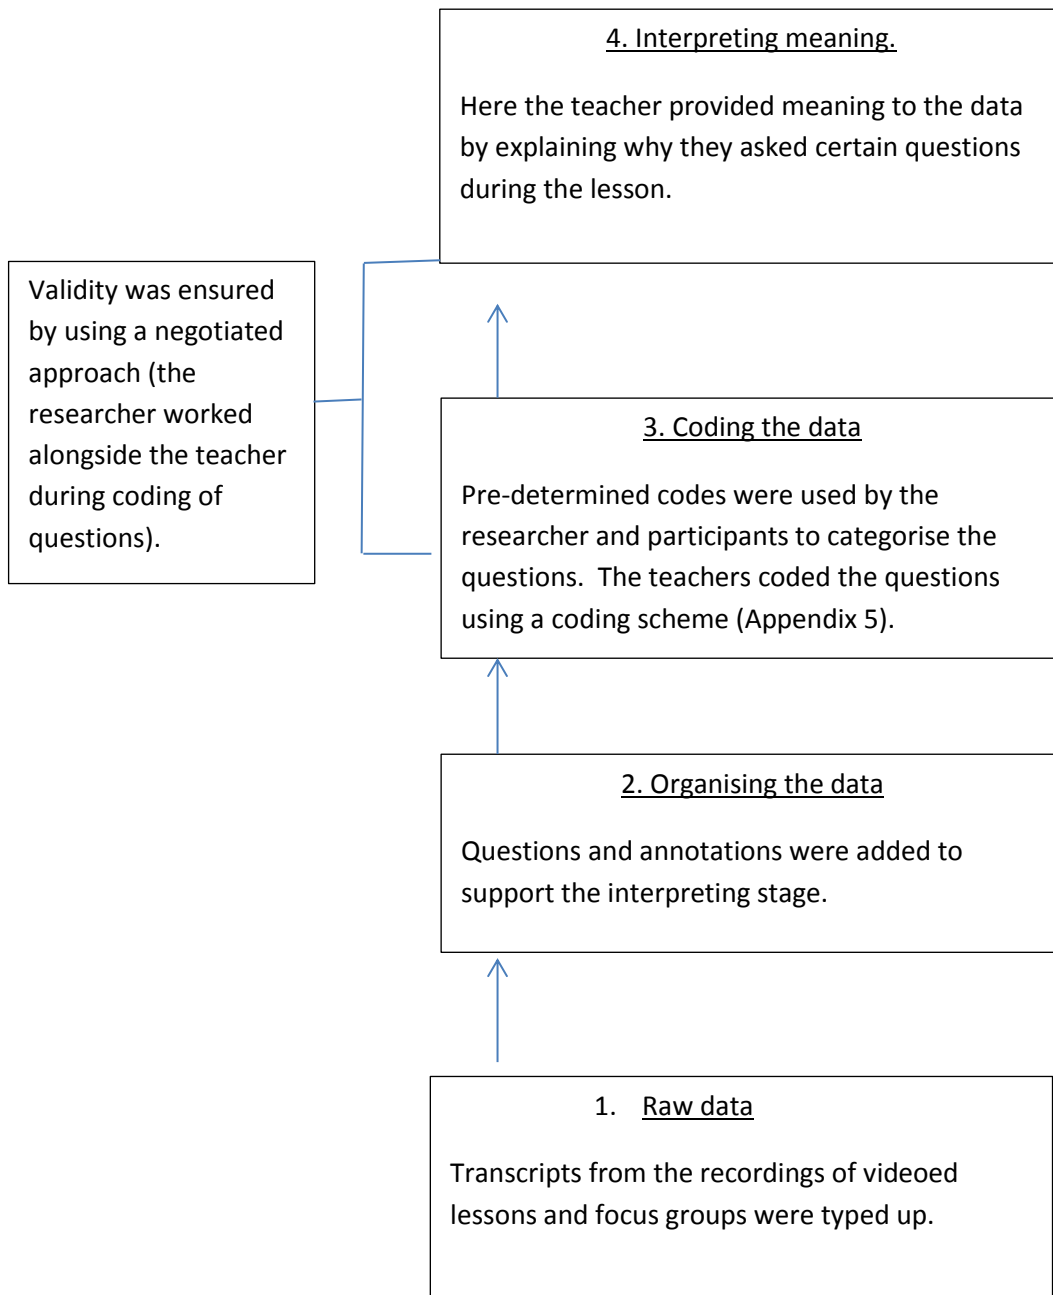 4. Interpreting meaning.
Here the teacher provided meaning to the data
by explaining why they asked certain questions
during the lesson.
Validity was ensured
by using a negotiated
approach (the
researcher worked
alongside the teacher
during coding of
questions).
3. Coding the data
Pre-determined codes were used by the
researcher and participants to categorise the
questions.  The teachers coded the questions
using a coding scheme (Appendix 5).
2. Organising the data
Questions and annotations were added to
support the interpreting stage.
1. Raw data
Transcripts from the recordings of videoed
lessons and focus groups were typed up.